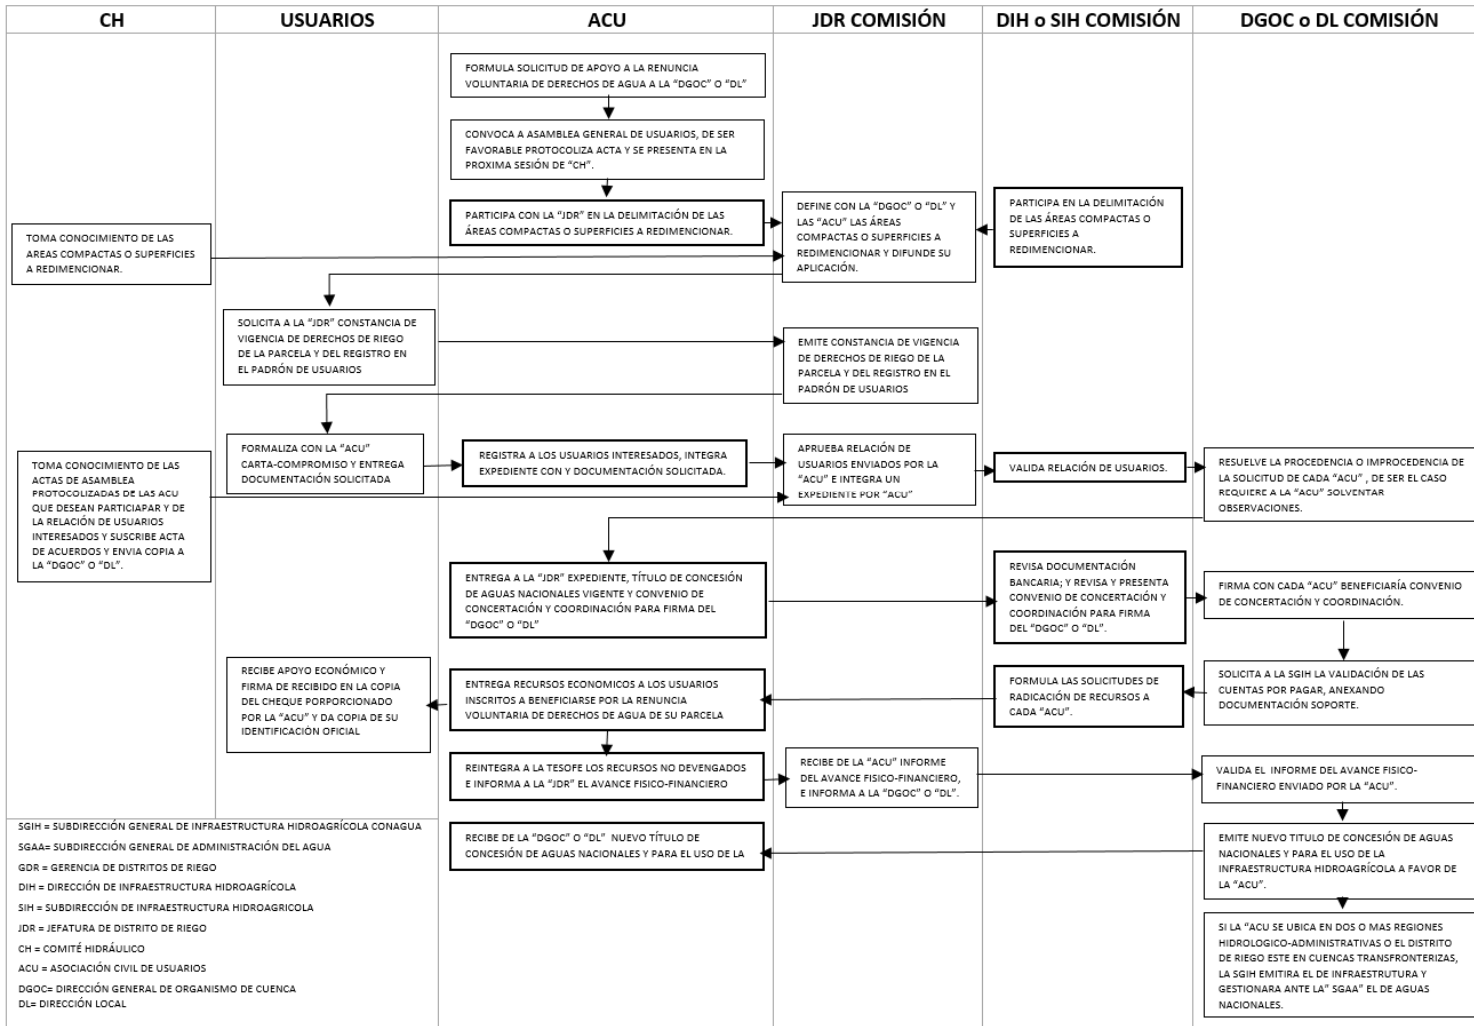 CH
USUARIOS
ACU
JDR COMISIÓN
DIH o SIH COMISIÓN
DGOC o DL COMISIÓN
FORMULA SOLICITUD DE APOYO A LA RENUNCIA
VOLUNTARIA DE DERECHOS DE AGUA A LA “DGOC” O “DL”
CONVOCA A ASAMBLEA GENERAL DE USUARIOS, DE SER
FAVORABLE PROTOCOLIZA ACTA Y SE PRESENTA EN LA
PROXIMA SESIÓN DE “CH”.
PARTICIPA CON LA “JDR” EN LA DELIMITACIÓN DE LAS
ÁREAS COMPACTAS O SUPERFICIES A REDIMENCIONAR.
DEFINE CON LA “DGOC” O “DL” Y
LAS “ACU” LAS ÁREAS
COMPACTAS O SUPERFICIES A
REDIMENCIONAR Y DIFUNDE SU
APLICACIÓN.
PARTICIPA EN LA DELIMITACIÓN
DE LAS ÁREAS COMPACTAS O
SUPERFICIES A
REDIMENCIONAR.
TOMA CONOCIMIENTO DE LAS
AREAS COMPACTAS O SUPERFICIES
A REDIMENCIONAR.
SOLICITA A LA “JDR” CONSTANCIA DE
VIGENCIA DE DERECHOS DE RIEGO
DE LA PARCELA Y DEL REGISTRO EN
EL PADRÓN DE USUARIOS
EMITE CONSTANCIA DE VIGENCIA
DE DERECHOS DE RIEGO DE LA
PARCELA Y DEL REGISTRO EN EL
PADRÓN DE USUARIOS
TOMA CONOCIMIENTO DE LAS
ACTAS DE ASAMBLEA
PROTOCOLIZADAS DE LAS ACU
QUE DESEAN PARTICIAPAR Y DE
LA RELACIÓN DE USUARIOS
INTERESADOS Y SUSCRIBE ACTA
DE ACUERDOS Y ENVIA COPIA A
LA “DGOC” O “DL”.
FORMALIZA CON LA “ACU”
CARTA-COMPROMISO Y ENTREGA
DOCUMENTACIÓN SOLICITADA
REGISTRA A LOS USUARIOS INTERESADOS, INTEGRA
EXPEDIENTE CON Y DOCUMENTACIÓN SOLICITADA.
APRUEBA RELACIÓN DE
USUARIOS ENVIADOS POR LA
“ACU” E INTEGRA UN
EXPEDIENTE POR “ACU”
VALIDA RELACIÓN DE USUARIOS.
RESUELVE LA PROCEDENCIA O IMPROCEDENCIA DE
LA SOLICITUD DE CADA “ACU” , DE SER EL CASO
REQUIERE A LA “ACU” SOLVENTAR
OBSERVACIONES.
ENTREGA A LA “JDR” EXPEDIENTE, TÍTULO DE CONCESIÓN
DE AGUAS NACIONALES VIGENTE Y CONVENIO DE
CONCERTACIÓN Y COORDINACIÓN PARA FIRMA DEL
“DGOC” O “DL”
REVISA DOCUMENTACIÓN
BANCARIA; Y REVISA Y PRESENTA
CONVENIO DE CONCERTACIÓN Y
COORDINACIÓN PARA FIRMA
DEL “DGOC” O “DL”.
FIRMA CON CADA “ACU” BENEFICIARÍA CONVENIO
DE CONCERTACIÓN Y COORDINACIÓN.
RECIBE APOYO ECONÓMICO Y
FIRMA DE RECIBIDO EN LA COPIA
DEL CHEQUE PORPORCIONADO
POR LA “ACU” Y DA COPIA DE SU
IDENTIFICACIÓN OFICIAL
ENTREGA RECURSOS ECONOMICOS A LOS USUARIOS
INSCRITOS A BENEFICIARSE POR LA RENUNCIA
VOLUNTARIA DE DERECHOS DE AGUA DE SU PARCELA
FORMULA LAS SOLICITUDES DE
RADICACIÓN DE RECURSOS A
CADA “ACU”.
SOLICITA A LA SGIH LA VALIDACIÓN DE LAS
CUENTAS POR PAGAR, ANEXANDO
DOCUMENTACIÓN SOPORTE.
REINTEGRA A LA TESOFE LOS RECURSOS NO DEVENGADOS
E INFORMA A LA “JDR” EL AVANCE FISICO-FINANCIERO
RECIBE DE LA “ACU” INFORME
DEL AVANCE FISICO-FINANCIERO,
E INFORMA A LA “DGOC” O “DL”.
VALIDA EL INFORME DEL AVANCE FISICO-
FINANCIERO ENVIADO POR LA “ACU”.
RECIBE DE LA “DGOC” O “DL” NUEVO TÍTULO DE
CONCESIÓN DE AGUAS NACIONALES Y PARA EL USO DE LA
EMITE NUEVO TITULO DE CONCESIÓN DE AGUAS
NACIONALES Y PARA EL USO DE LA
INFRAESTRUCTURA HIDROAGRÍCOLA A FAVOR DE
LA “ACU”.
SI LA “ACU SE UBICA EN DOS O MAS REGIONES
HIDROLOGICO-ADMINISTRATIVAS O EL DISTRITO
DE RIEGO ESTE EN CUENCAS TRANSFRONTERIZAS,
LA SGIH EMITIRA EL DE INFRAESTRUTURA Y
GESTIONARA ANTE LA” SGAA” EL DE AGUAS
NACIONALES.
SGIH = SUBDIRECCIÓN GENERAL DE INFRAESTRUCTURA HIDROAGRÍCOLA CONAGUA
SGAA= SUBDIRECCIÓN GENERAL DE ADMINISTRACIÓN DEL AGUA
GDR = GERENCIA DE DISTRITOS DE RIEGO
DIH = DIRECCIÓN DE INFRAESTRUCTURA HIDROAGRÍCOLA
SIH = SUBDIRECCIÓN DE INFRAESTRUCTURA HIDROAGRICOLA
JDR = JEFATURA DE DISTRITO DE RIEGO
CH = COMITÉ HIDRÁULICO
ACU = ASOCIACIÓN CIVIL DE USUARIOS
DGOC= DIRECCIÓN GENERAL DE ORGANISMO DE CUENCA
DL= DIRECCIÓN LOCAL